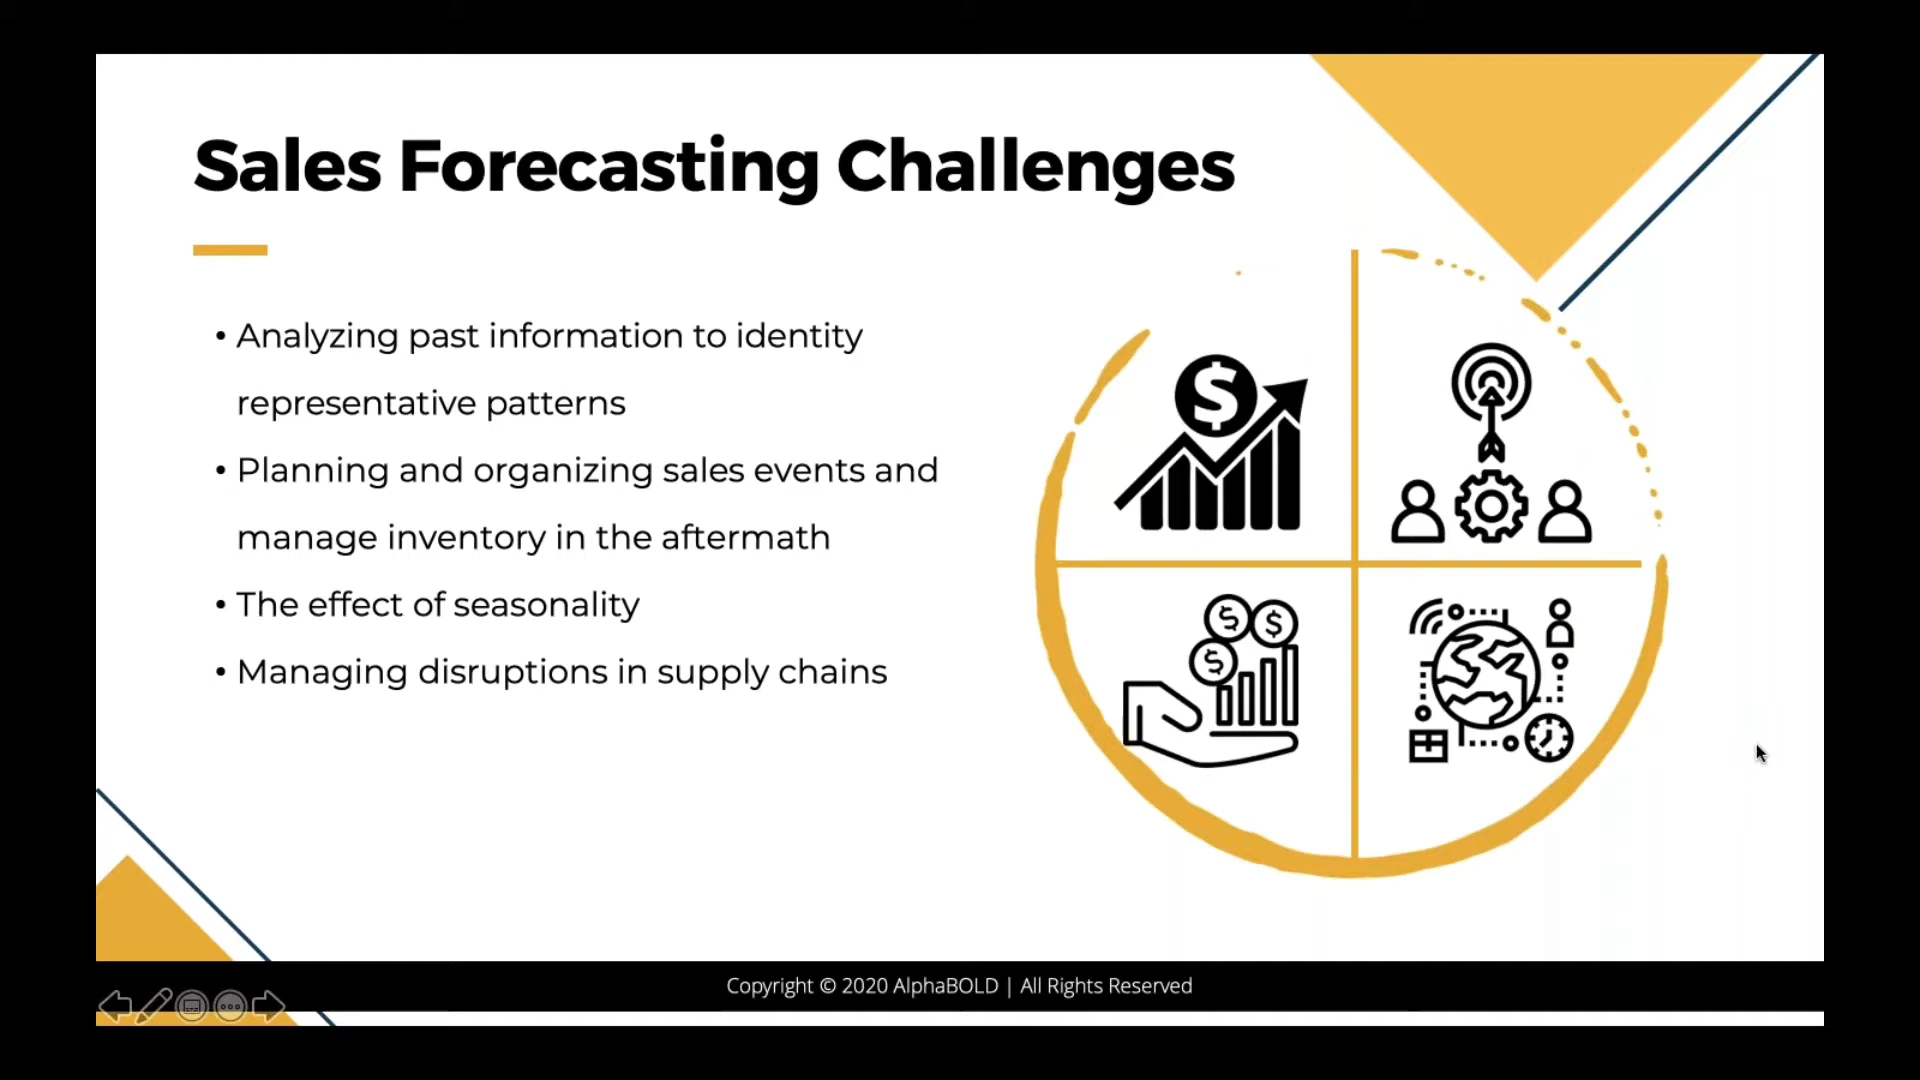 Sales Forecasting Challenges
• Analyzing past information to identity
representative patterns
• Planning and organizing sales events and
manage inventory in the aftermath
• The effect of seasonality
• Managing disruptions in supply chains
$
$
$
$
Copyright © 2020 AlphaBOLD | All Rights Reserved